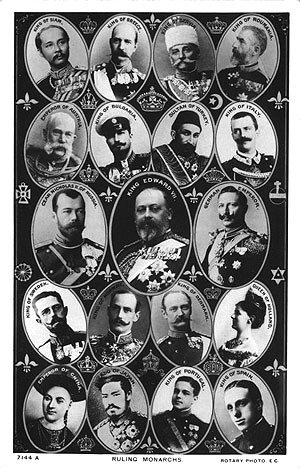 KING OF SIAM.
KING OF GREECE.
KING OF ROUMANIA.
EMPEROR OF AUSTRIA.
KING OF BULGARIA.
SULTAN OF TURKEY.
KING OF ITALY.
CZAR NICHOLAS II. OF RUSSIA.
KING EDWARD VII
GERMAN EMPEROR.
KING OF SWEDEN.
KING OF NORWAY.
KING OF DENMARK.
QUEEN OF HOLLAND.
EMPEROR OF CHINA.
KING OF PORTUGAL.
KING OF SPAIN.
7144 A
RULING MONARCHS.
ROTARY PHOTO. E.C.